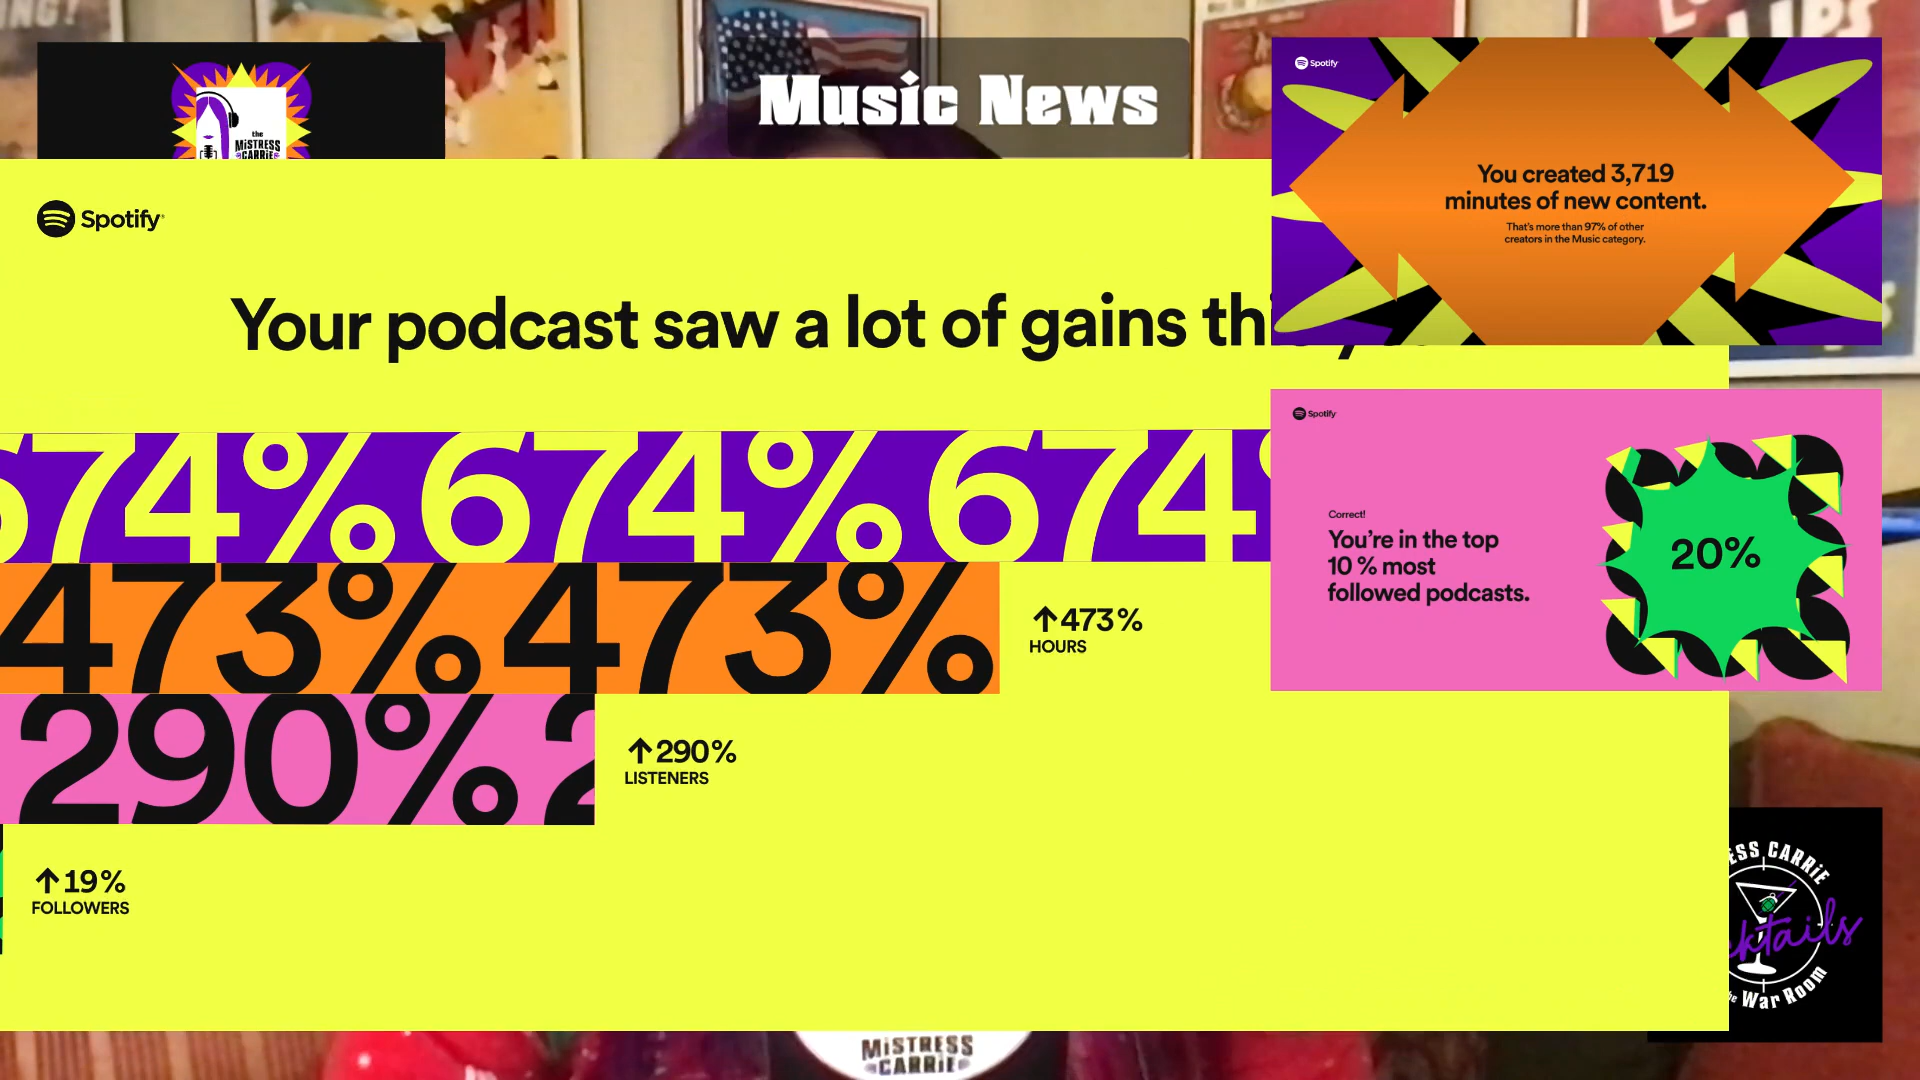 Music News
the
MiSTRESS
CARRiE
Spotify
Your podcast saw a lot of gains thi
674% 674% 674%
473% 473%
↑473%
HOURS
290% 2
↑290%
LISTENERS
↑19%
FOLLOWERS
Spotify
You created 3,719
minutes of new content.
That's more than 97% of other
creators in the Music category.
Spotify
Correct!
You're in the top
10 % most
followed podcasts.
20%
ESS CARRiE
cktails
War Room
MiSTRESS
CARRiE